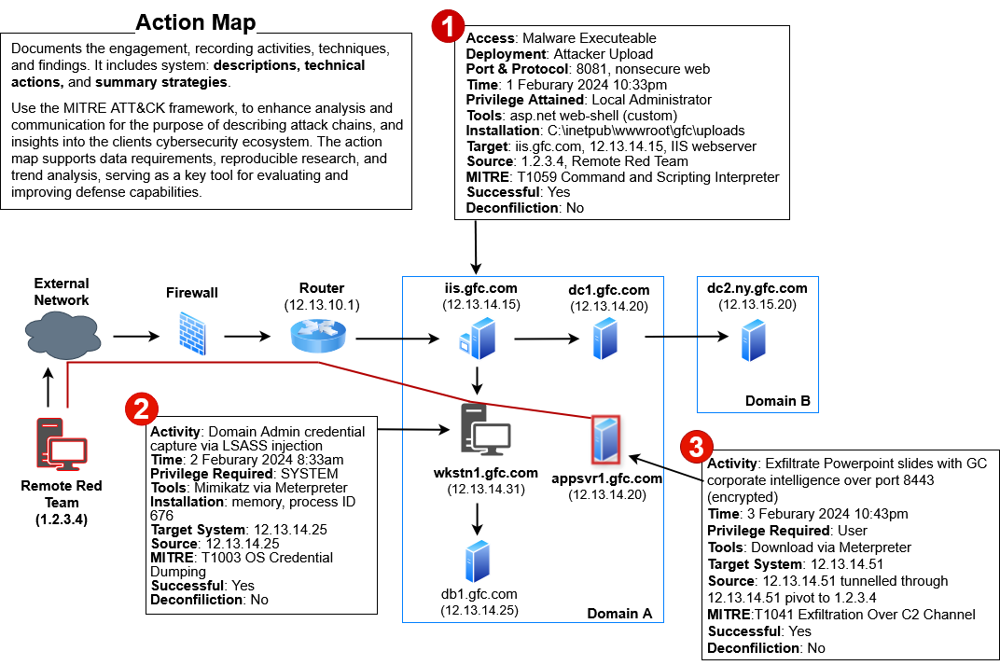 Action Map
Documents the engagement, recording activities, techniques,
and findings. It includes system: descriptions, technical
actions, and summary strategies.
Use the MITRE ATT&CK framework, to enhance analysis and
communication for the purpose of describing attack chains, and
insights into the clients cybersecurity ecosystem. The action
map supports data requirements, reproducible research, and
trend analysis, serving as a key tool for evaluating and
improving defense capabilities.
1
Access: Malware Executeable
Deployment: Attacker Upload
Port & Protocol: 8081, nonsecure web
Time: 1 Feburary 2024 10:33pm
Privilege Attained: Local Administrator
Tools: asp.net web-shell (custom)
Installation: C:\inetpub\wwwroot\gfc\uploads
Target: iis.gfc.com, 12.13.14.15, IIS webserver
Source: 1.2.3.4, Remote Red Team
MITRE: T1059 Command and Scripting Interpreter
Successful: Yes
Deconfiliction: No
External
Network
Firewall
Router
(12.13.10.1)
iis.gfc.com
(12.13.14.15)
dc1.gfc.com
(12.13.14.20)
dc2.ny.gfc.com
(12.13.15.20)
Domain B
Remote Red
Team
(1.2.3.4)
2
Activity: Domain Admin credential
capture via LSASS injection
Time: 2 Feburary 2024 8:33am
Privilege Required: SYSTEM
Tools: Mimikatz via Meterpreter
Installation: memory, process ID
676
Target System: 12.13.14.25
Source: 12.13.14.25
MITRE: T1003 OS Credential
Dumping
Successful: Yes
Deconfiliction: No
wkstn1.gfc.com
(12.13.14.31)
appsvr1.gfc.com
(12.13.14.20)
db1.gfc.com
(12.13.14.25)
Domain A
3
Activity: Exfiltrate Powerpoint slides with GC
corporate intelligence over port 8443
(encrypted)
Time: 3 Feburary 2024 10:43pm
Privilege Required: User
Tools: Download via Meterpreter
Target System: 12.13.14.51
Source: 12.13.14.51 tunnelled through
12.13.14.51 pivot to 1.2.3.4
MITRE:T1041 Exfiltration Over C2 Channel
Successful: Yes
Deconfiliction: No